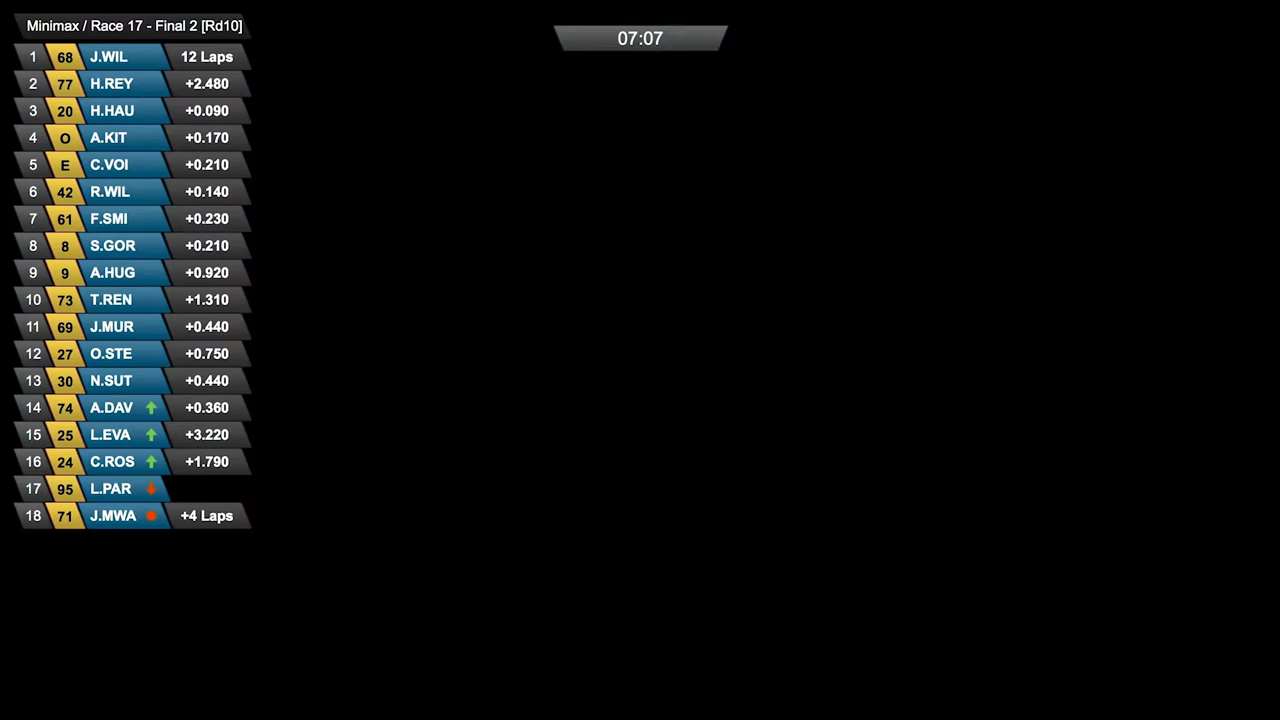 Minimax / Race 17 - Final 2 [Rd10]
07:07
1 68 J.WIL 12 Laps
2 77 H.REY +2.480
3 20 H.HAU +0.090
4 O A.KIT +0.170
5 E C.VOI +0.210
6 42 R.WIL +0.140
7 61 F.SMI +0.230
8 8 S.GOR +0.210
9 9 A.HUG +0.920
10 73 T.REN +1.310
11 69 J.MUR +0.440
12 27 O.STE +0.750
13 30 N.SUT +0.440
14 74 A.DAV +0.360
15 25 L.EVA +3.220
16 24 C.ROS +1.790
17 95 L.PAR
18 71 J.MWA +4 Laps